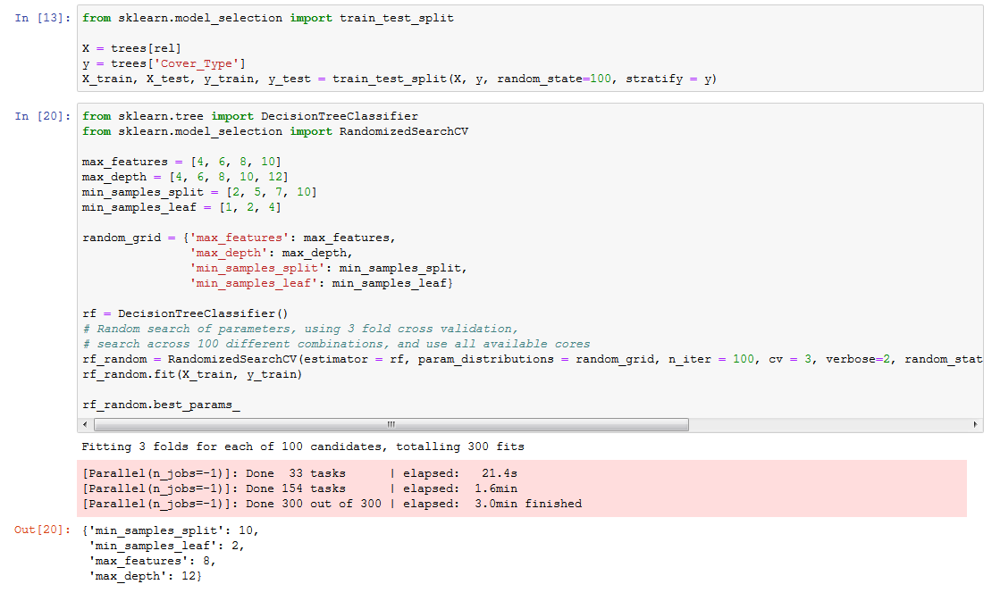 In [13]: from sklearn.model_selection import train_test_split
X = trees[rel]
y = trees['Cover_Type']
X_train, X_test, y_train, y_test = train_test_split(X, y, random_state=100, stratify = y)
In [20]: from sklearn.tree import DecisionTreeClassifier
from sklearn.model_selection import RandomizedSearchCV
max_features = [4, 6, 8, 10]
max_depth = [4, 6, 8, 10, 12]
min_samples_split = [2, 5, 7, 10]
min_samples_leaf = [1, 2, 4]
random_grid = {'max_features': max_features,
'max_depth': max_depth,
'min_samples_split': min_samples_split,
'min_samples_leaf': min_samples_leaf}
rf = DecisionTreeClassifier()
# Random search of parameters, using 3 fold cross validation,
# search across 100 different combinations, and use all available cores
rf_random = RandomizedSearchCV(estimator = rf, param_distributions = random_grid, n_iter = 100, cv = 3, verbose=2, random_stat
rf_random.fit(X_train, y_train)
rf_random.best_params_
Fitting 3 folds for each of 100 candidates, totalling 300 fits
[Parallel(n_jobs=-1)]: Done  33 tasks      | elapsed:   21.4s
[Parallel(n_jobs=-1)]: Done 154 tasks      | elapsed:  1.6min
[Parallel(n_jobs=-1)]: Done 300 out of 300 | elapsed:  3.0min finished
Out[20]: {'min_samples_split': 10,
'min_samples_leaf': 2,
'max_features': 8,
'max_depth': 12}